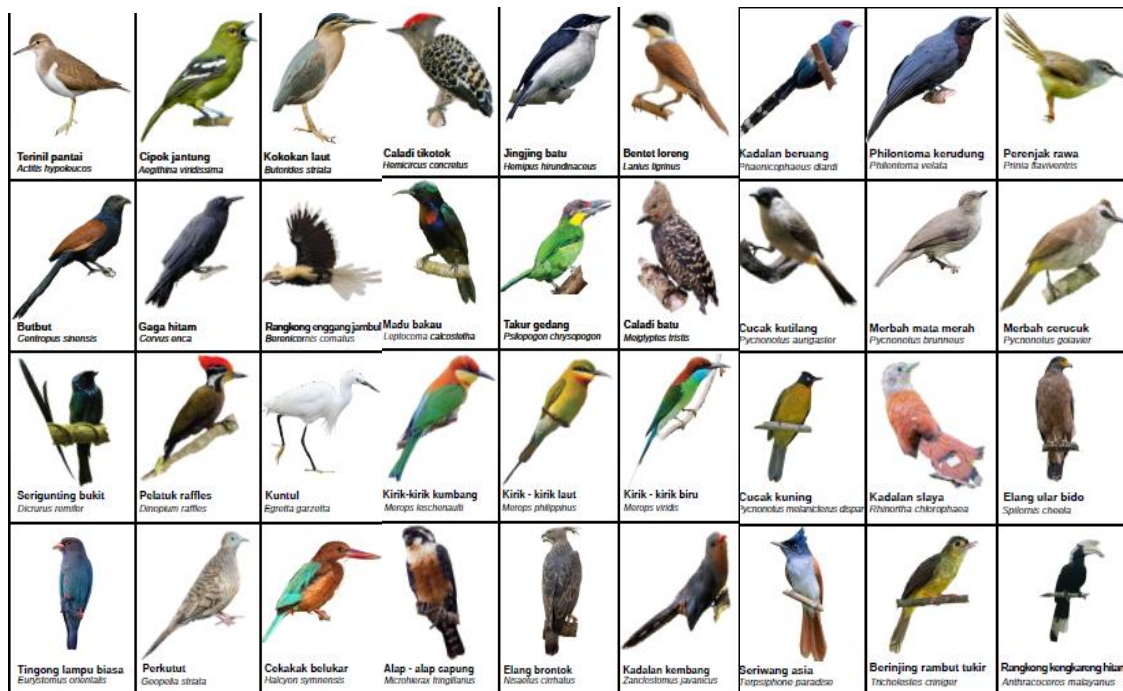 Terinil pantai
Actitis hypoleucos
Cipok jantung
Aegithina viridissima
Kokokan laut
Butorides striata
Caladi tikotok
Hemicircus concretus
Jingjing batu
Hemipus hirundinaceus
Bentet loreng
Lanius tigrinus
Kadalan beruang
Phaenicophaeus diardi
Philontoma kerudung
Philentoma velata
Perenjak rawa
Prinia flaviventris
Butbut
Centropus sinensis
Gaga hitam
Corvus enca
Rangkong enggang jambul
Berenicornis comatus
Madu bakau
Leptocoma calcostetha
Takur gedang
Psilopogon chrysopogon
Caladi batu
Meiglyptes tristis
Cucak kutilang
Pycnonotus aurigaster
Merbah mata merah
Pycnonotus brunneus
Merbah cerucuk
Pycnonotus goiavier
Serigunting bukit
Dicrurus remifer
Pelatuk raffles
Dinopium raffles
Kuntul
Egretta garzetta
Kirik-kirik kumbang
Merops leschenaulti
Kirik - kirik laut
Merops philippinus
Kirik - kirik biru
Merops viridis
Cucak kuning
Pycnonotus melanicterus dispar
Kadalan slaya
Rhinortha chlorophaea
Elang ular bido
Spilornis cheela
Tingong lampu biasa
Eurystomus orientalis
Perkutut
Geopelia striata
Cekakak belukar
Halcyon symnensis
Alap - alap capung
Microhierax fringillarius
Elang brontok
Nisaetus cirrhatus
Kadalan kembang
Zanclostomus javanicus
Seriwang asia
Terpsiphone paradise
Berinjing rambut tukir
Tricholestes criniger
Rangkong kengkareng hitan
Anthracoceros malayanus